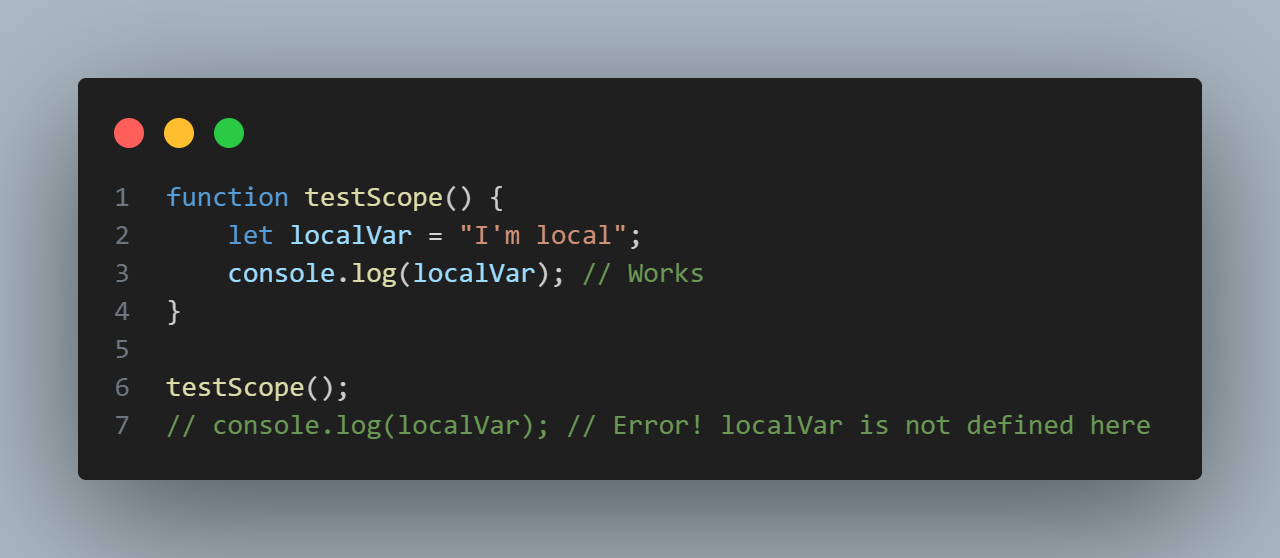 1 function testScope() {
2     let localVar = "I'm local";
3     console.log(localVar); // Works
4 }
5
6 testScope();
7 // console.log(localVar); // Error! localVar is not defined here